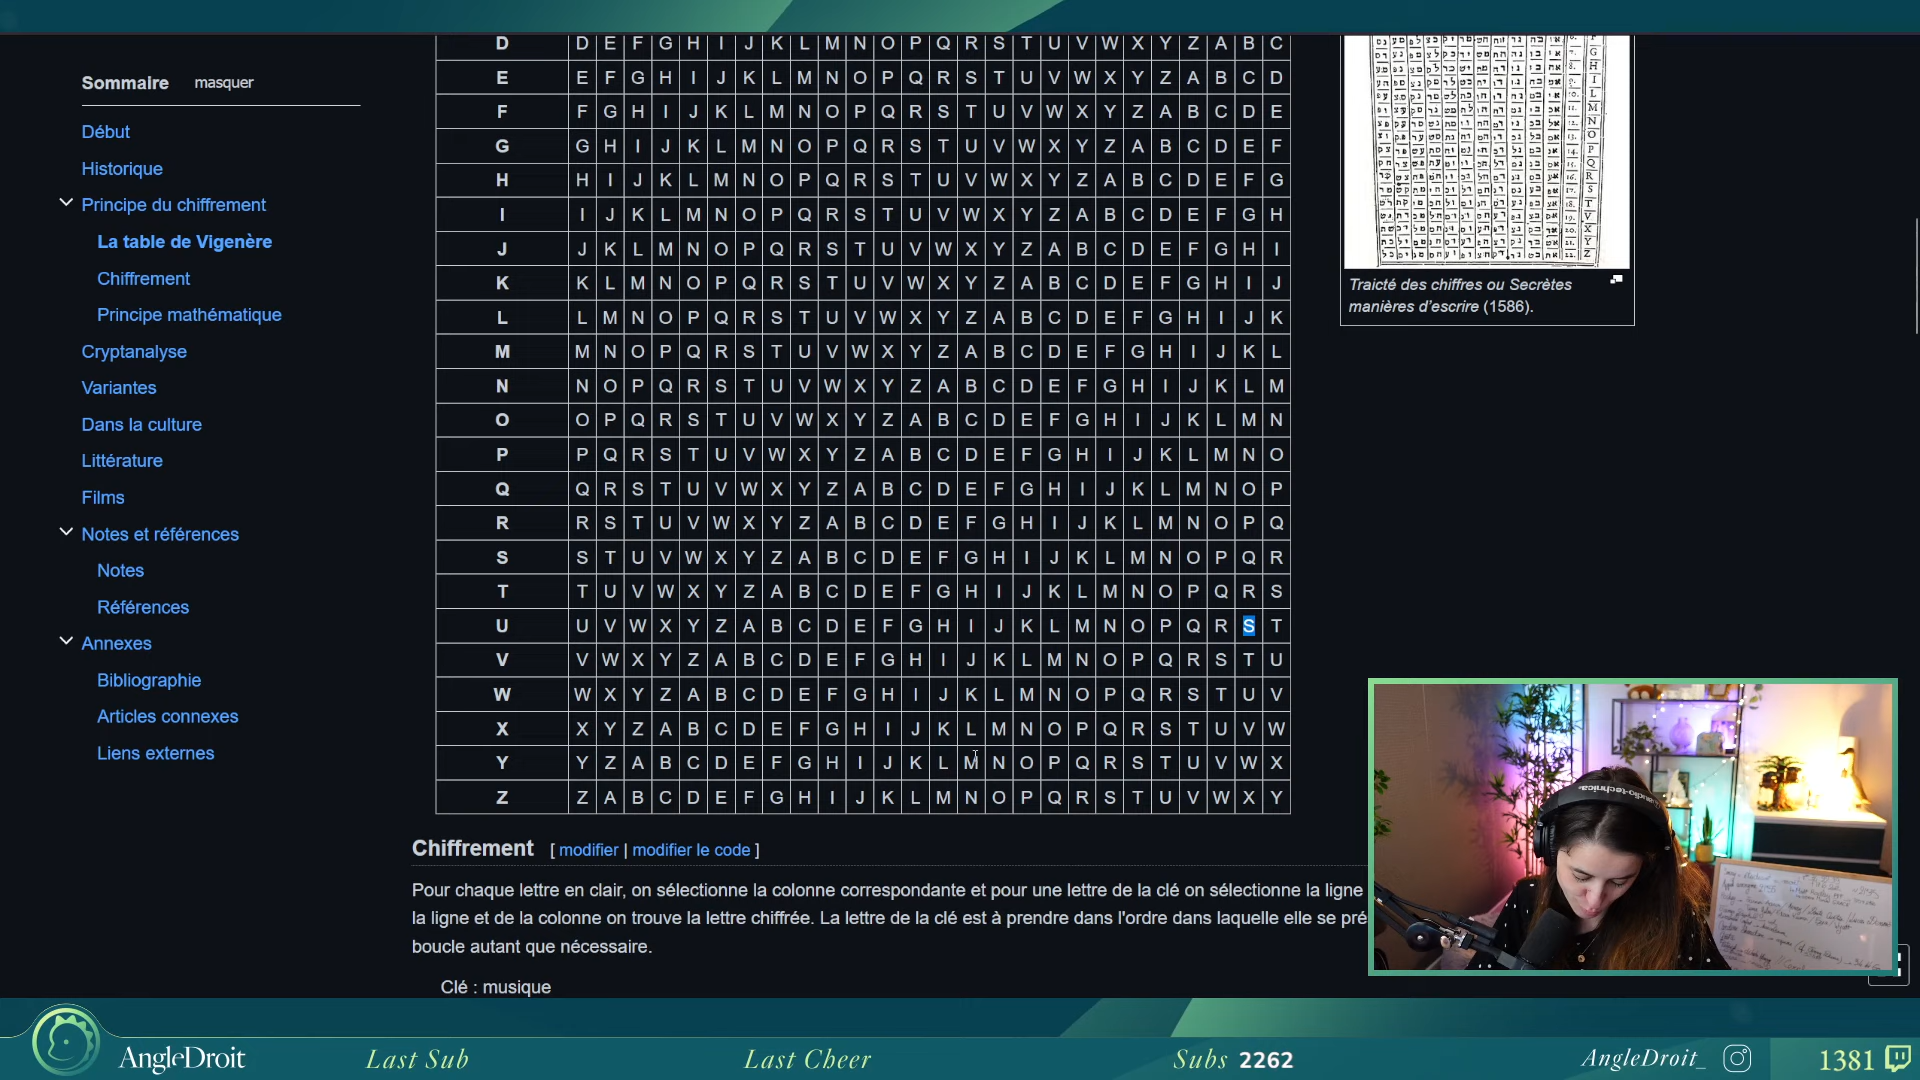 Sommaire masquer
Début
Historique
Principe du chiffrement
La table de Vigenère
Chiffrement
Principe mathématique
Cryptanalyse
Variantes
Dans la culture
Littérature
Films
Notes et références
Notes
Références
Annexes
Bibliographie
Articles connexes
Liens externes
D D E F G H I J K L M N O P Q R S T U V W X Y Z A B C
E E F G H I J K L M N O P Q R S T U V W X Y Z A B C D
F F G H I J K L M N O P Q R S T U V W X Y Z A B C D E
G G H I J K L M N O P Q R S T U V W X Y Z A B C D E F
H H I J K L M N O P Q R S T U V W X Y Z A B C D E F G
I I J K L M N O P Q R S T U V W X Y Z A B C D E F G H
J J K L M N O P Q R S T U V W X Y Z A B C D E F G H I
K K L M N O P Q R S T U V W X Y Z A B C D E F G H I J
L L M N O P Q R S T U V W X Y Z A B C D E F G H I J K
M M N O P Q R S T U V W X Y Z A B C D E F G H I J K L
N N O P Q R S T U V W X Y Z A B C D E F G H I J K L M
O O P Q R S T U V W X Y Z A B C D E F G H I J K L M N
P P Q R S T U V W X Y Z A B C D E F G H I J K L M N O
Q Q R S T U V W X Y Z A B C D E F G H I J K L M N O P
R R S T U V W X Y Z A B C D E F G H I J K L M N O P Q
S S T U V W X Y Z A B C D E F G H I J K L M N O P Q R
T T U V W X Y Z A B C D E F G H I J K L M N O P Q R S
U U V W X Y Z A B C D E F G H I J K L M N O P Q R S T
V V W X Y Z A B C D E F G H I J K L M N O P Q R S T U
W W X Y Z A B C D E F G H I J K L M N O P Q R S T U V
X X Y Z A B C D E F G H I J K L M N O P Q R S T U V W
Y Y Z A B C D E F G H I J K L M N O P Q R S T U V W X
Z Z A B C D E F G H I J K L M N O P Q R S T U V W X Y
Traicté des chiffres ou Secrètes
manières d'escrire (1586).
Chiffrement [ modifier | modifier le code ]
Pour chaque lettre en clair, on sélectionne la colonne correspondante et pour une lettre de la clé on sélectionne la ligne
la ligne et de la colonne on trouve la lettre chiffrée. La lettre de la clé est à prendre dans l'ordre dans laquelle elle se pré
boucle autant que nécessaire.
Clé : musique
audio-technica
AngleDroit Last Sub Last Cheer Subs 2262 AngleDroit_ 1381